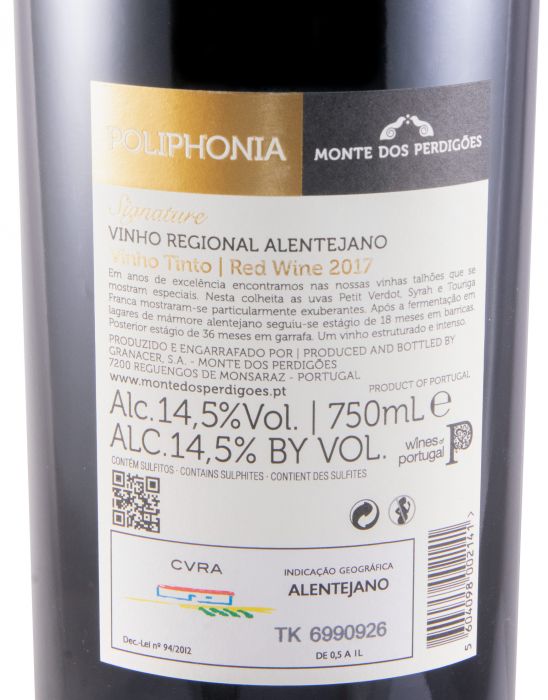 POLIPHONIA
MONTE DOS PERDIGÕES
Signature
VINHO REGIONAL ALENTEJANO
Vinho Tinto | Red Wine 2017
Em anos de excelência encontramos nas nossas vinhas talhões que se
mostram especiais. Nesta colheita as uvas Petit Verdot, Syrah e Touriga
Franca mostraram-se particularmente exuberantes. Após a fermentação em
lagares de mármore alentejano seguiu-se estágio de 18 meses em barricas.
Posterior estágio de 36 meses em garrafa. Um vinho estruturado e intenso.
PRODUZIDO E ENGARRAFADO POR | PRODUCED AND BOTTLED BY
GRANACER, S.A. - MONTE DOS PERDIGÕES
7200 REGUENGOS DE MONSARAZ - PORTUGAL
www.montedosperdigoes.pt
PRODUCT OF PORTUGAL
Alc.14,5%Vol. | 750mL e
ALC.14,5% BY VOL.
wines of
portugal
CONTÉM SULFITOS - CONTAINS SULPHITES - CONTIENT DES SULFITES
CVRA
Dec.-Lei nº 94/2012
INDICAÇÃO GEOGRÁFICA
ALENTEJANO
TK 6990926
DE 0,5 A 1L
5 604098 002141 >